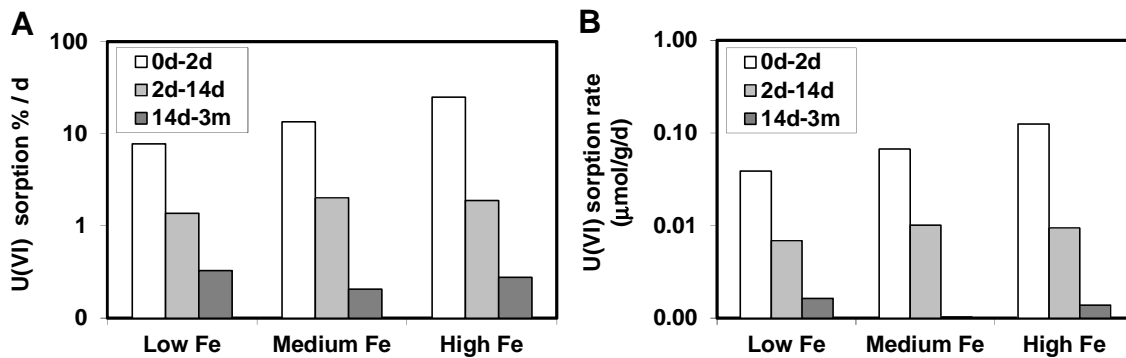 A
U(VI) sorption % / d
100
10
1
0
0d-2d
2d-14d
14d-3m
Low Fe
Medium Fe
High Fe
B
U(VI) sorption rate
(μmol/g/d)
1.00
0.10
0.01
0.00
0d-2d
2d-14d
14d-3m
Low Fe
Medium Fe
High Fe